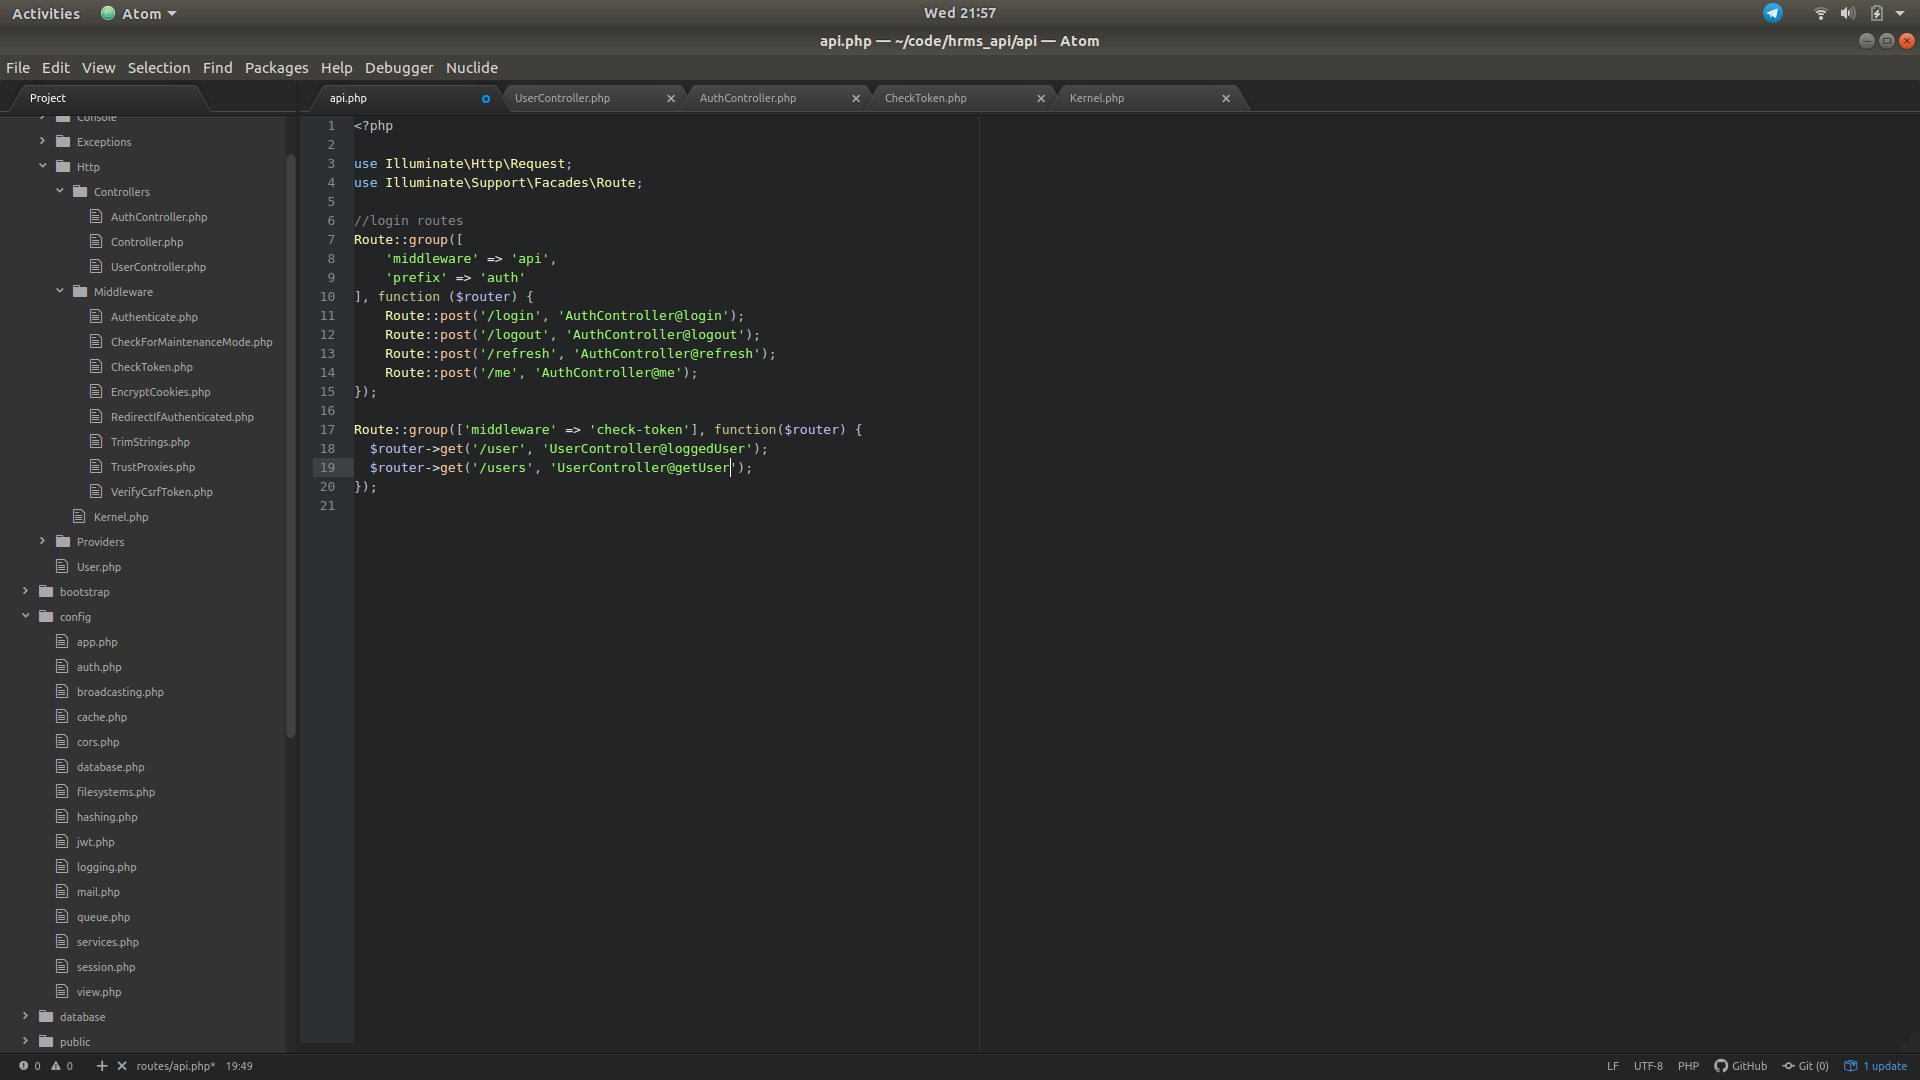 Activities Atom Wed 21:57
api.php — ~/code/hrms_api/api — Atom
File Edit View Selection Find Packages Help Debugger Nuclide
Project
Console
Exceptions
Http
Controllers
AuthController.php
Controller.php
UserController.php
Middleware
Authenticate.php
CheckForMaintenanceMode.php
CheckToken.php
EncryptCookies.php
RedirectIfAuthenticated.php
TrimStrings.php
TrustProxies.php
VerifyCsrfToken.php
Kernel.php
Providers
User.php
bootstrap
config
app.php
auth.php
broadcasting.php
cache.php
cors.php
database.php
filesystems.php
hashing.php
jwt.php
logging.php
mail.php
queue.php
services.php
session.php
view.php
database
public
api.php UserController.php AuthController.php CheckToken.php Kernel.php
1 <?php
2
3 use Illuminate\Http\Request;
4 use Illuminate\Support\Facades\Route;
5
6 //login routes
7 Route::group([
8     'middleware' => 'api',
9     'prefix' => 'auth'
10 ], function ($router) {
11     Route::post('/login', 'AuthController@login');
12     Route::post('/logout', 'AuthController@logout');
13     Route::post('/refresh', 'AuthController@refresh');
14     Route::post('/me', 'AuthController@me');
15 });
16
17 Route::group(['middleware' => 'check-token'], function($router) {
18   $router->get('/user', 'UserController@loggedUser');
19   $router->get('/users', 'UserController@getUser');
20 });
21
0 0 routes/api.php* 19:49 LF UTF-8 PHP GitHub Git (0) 1 update